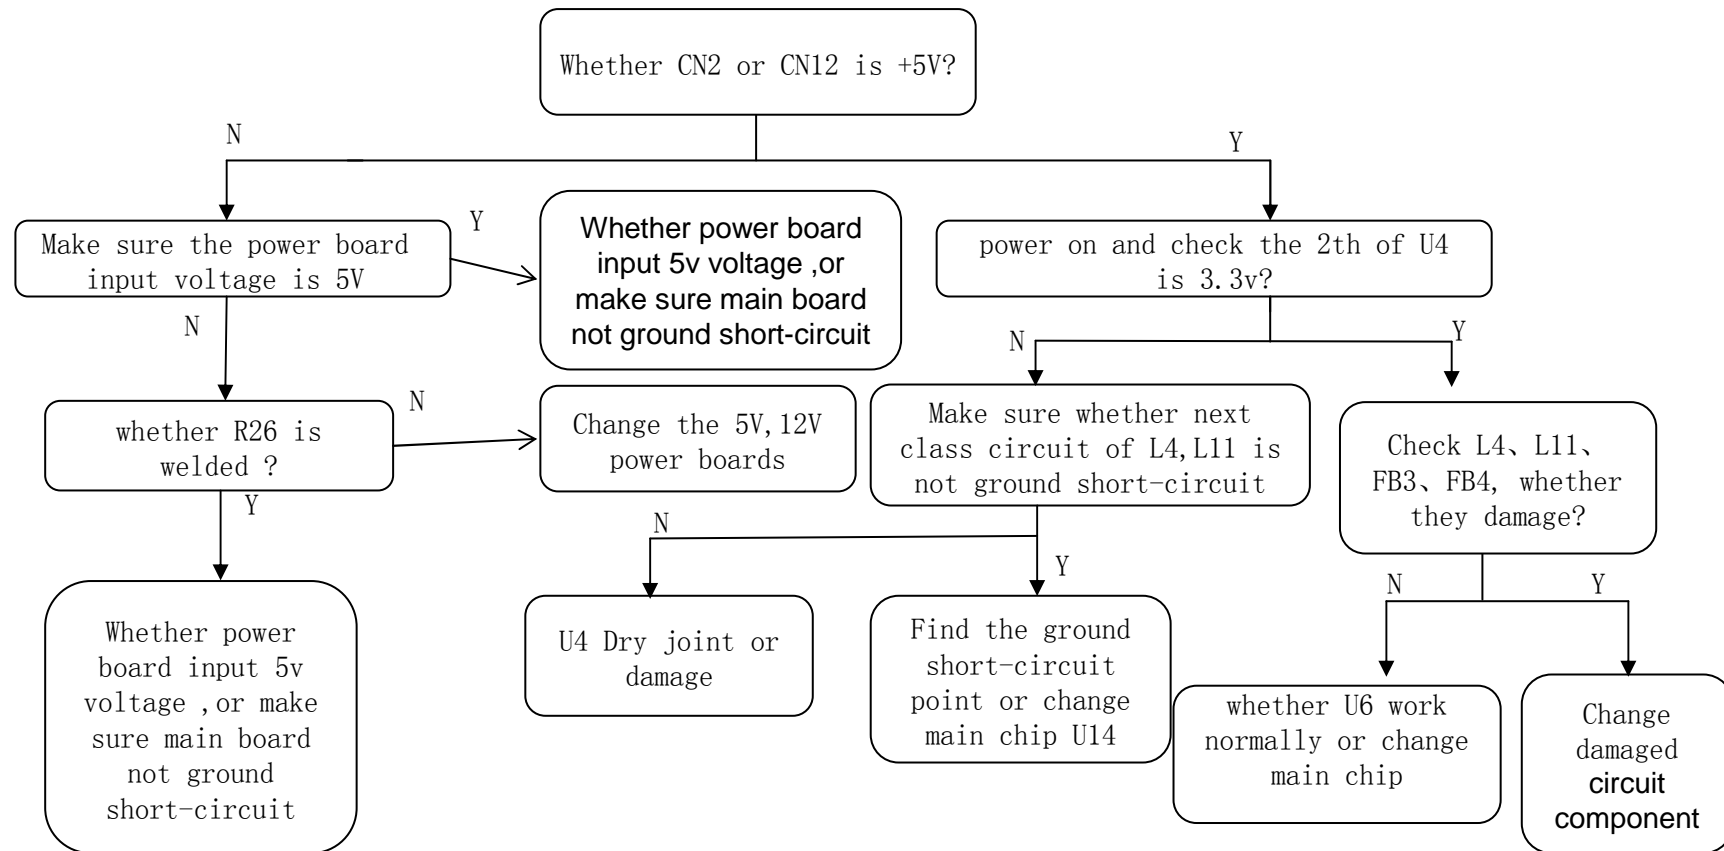 Whether CN2 or CN12 is +5V?
N
Y
Make sure the power board
input voltage is 5V
Y
Whether power board
input 5v voltage ,or
make sure main board
not ground short-circuit
power on and check the 2th of U4
is 3.3v?
N
N
Y
whether R26 is
welded ?
N
Change the 5V,12V
power boards
Make sure whether next
class circuit of L4,L11 is
not ground short-circuit
Check L4、L11、
FB3、FB4, whether
they damage?
Y
N
Y
N
Y
Whether power
board input 5v
voltage ,or make
sure main board
not ground
short-circuit
U4 Dry joint or
damage
Find the ground
short-circuit
point or change
main chip U14
whether U6 work
normally or change
main chip
Change
damaged
circuit
component